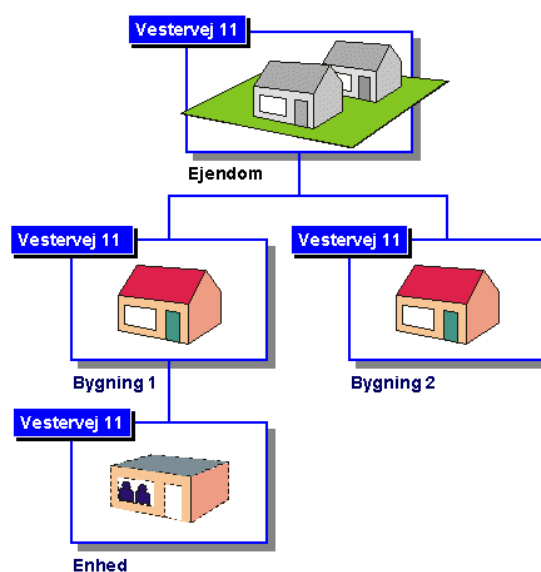 Vestervej 11
Ejendom
Vestervej 11
Vestervej 11
Bygning 1
Bygning 2
Vestervej 11
Enhed